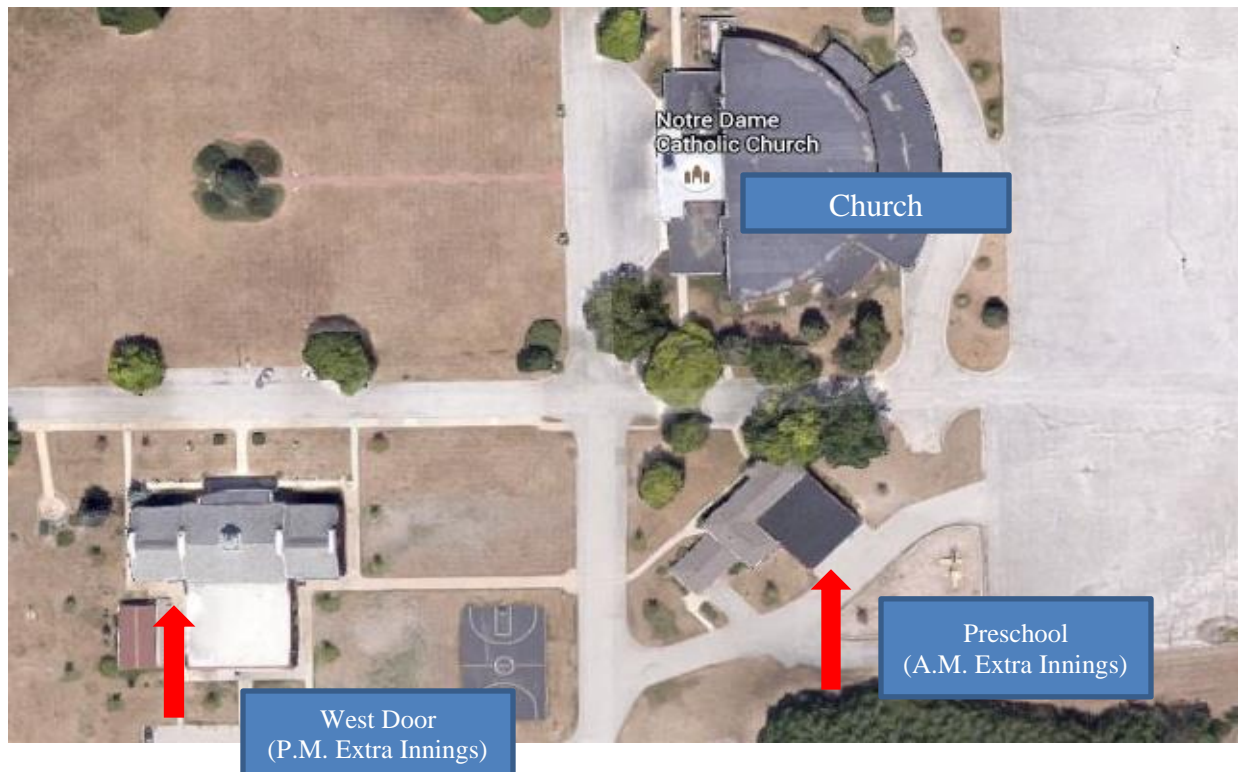 Notre Dame
Catholic Church
Church
Preschool
(A.M. Extra Innings)
West Door
(P.M. Extra Innings)